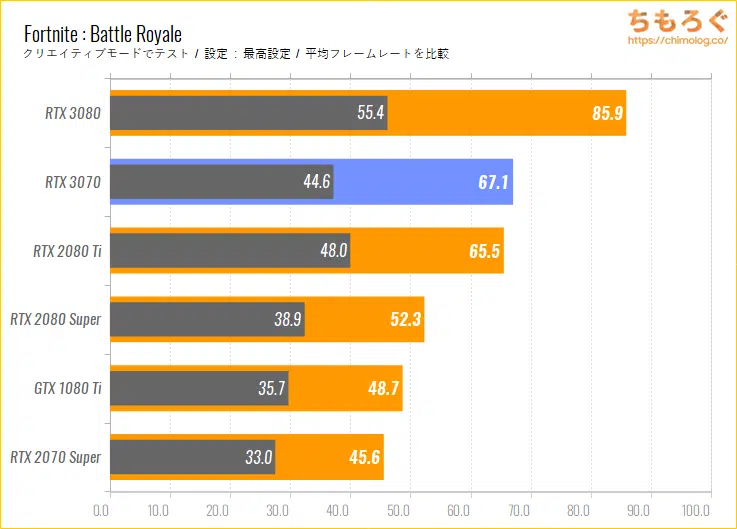 ちもろぐ
https://chimolog.co/
Fortnite : Battle Royale
クリエイティブモードでテスト / 設定 : 最高設定 / 平均フレームレートを比較
RTX 3080 55.4 85.9
RTX 3070 44.6 67.1
RTX 2080 Ti 48.0 65.5
RTX 2080 Super 38.9 52.3
GTX 1080 Ti 35.7 48.7
RTX 2070 Super 33.0 45.6
0.0 10.0 20.0 30.0 40.0 50.0 60.0 70.0 80.0 90.0 100.0